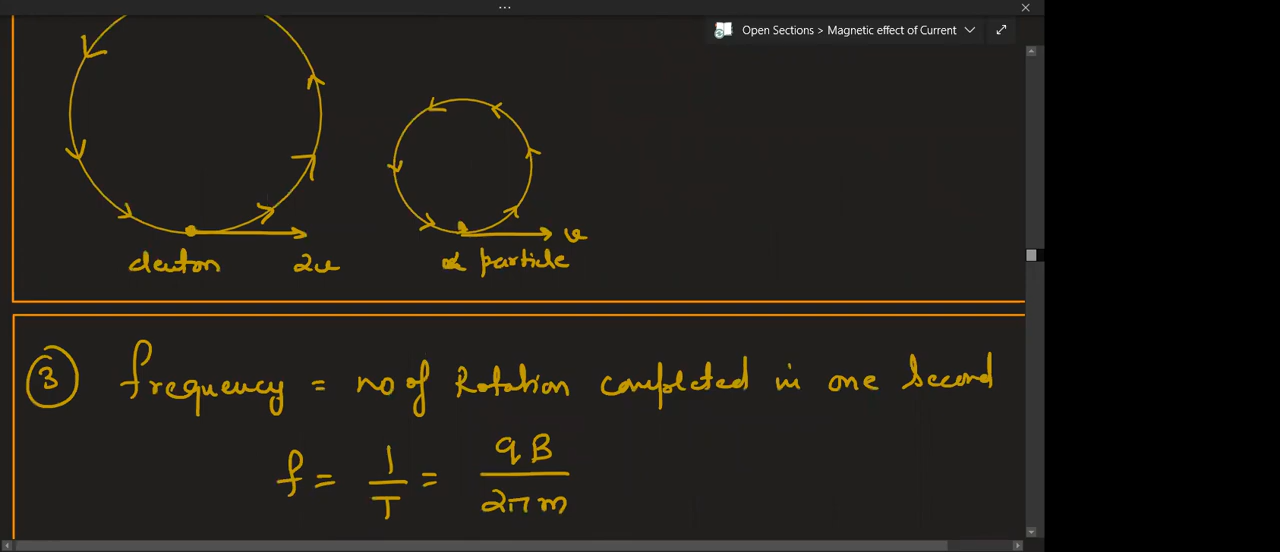 Open Sections > Magnetic effect of Current
deuton 2v
α particle v
③ frequency = no of Rotation completed in one second
f = 1/T = qB/2πm